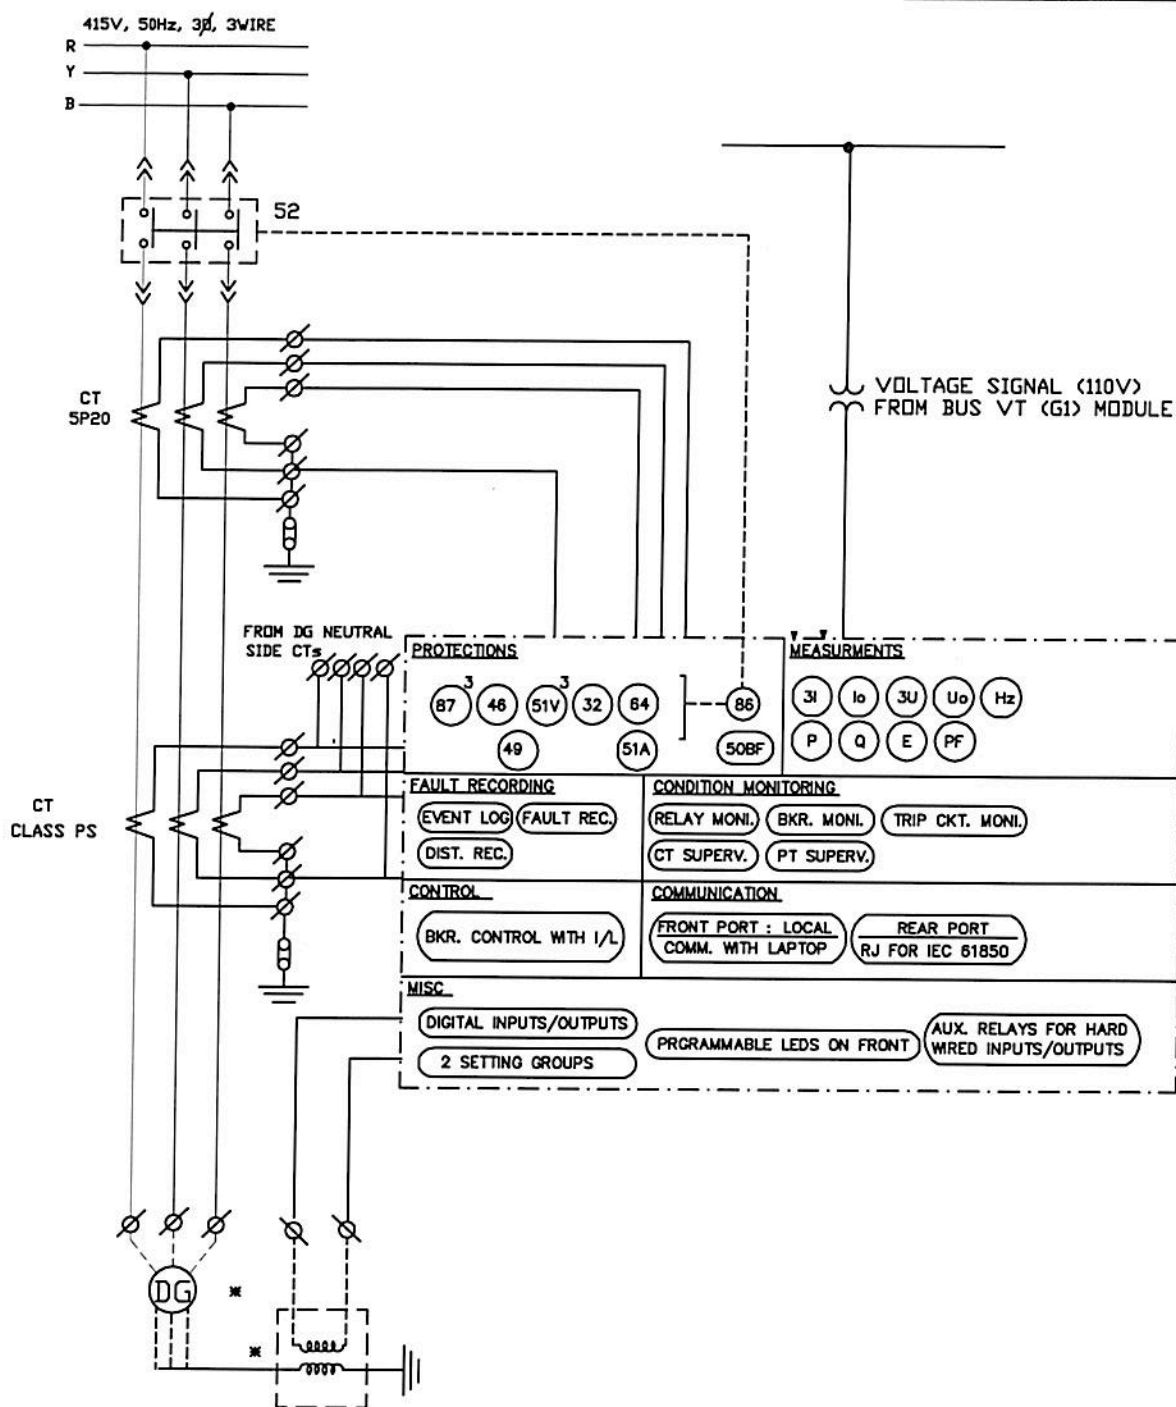 415V, 50Hz, 3Ø, 3WIRE
R
Y
B
52
CT
5P20
VOLTAGE SIGNAL (110V)
FROM BUS VT (G1) MODULE
FROM DG NEUTRAL
SIDE CTs
PROTECTIONS
87 3 46 51V 3 32 64 86
49 51A 50BF
MEASURMENTS
3I Io 3U Uo Hz
P Q E PF
CT
CLASS PS
FAULT RECORDING
EVENT LOG FAULT REC.
DIST. REC.
CONDITION MONITORING
RELAY MONI. BKR. MONI. TRIP CKT. MONI.
CT SUPERV. PT SUPERV.
CONTROL
BKR. CONTROL WITH I/L
COMMUNICATION
FRONT PORT : LOCAL
COMM. WITH LAPTOP
REAR PORT
RJ FOR IEC 61850
MISC
DIGITAL INPUTS/OUTPUTS
2 SETTING GROUPS
PRGRAMMABLE LEDS ON FRONT
AUX. RELAYS FOR HARD
WIRED INPUTS/OUTPUTS
DG *
*